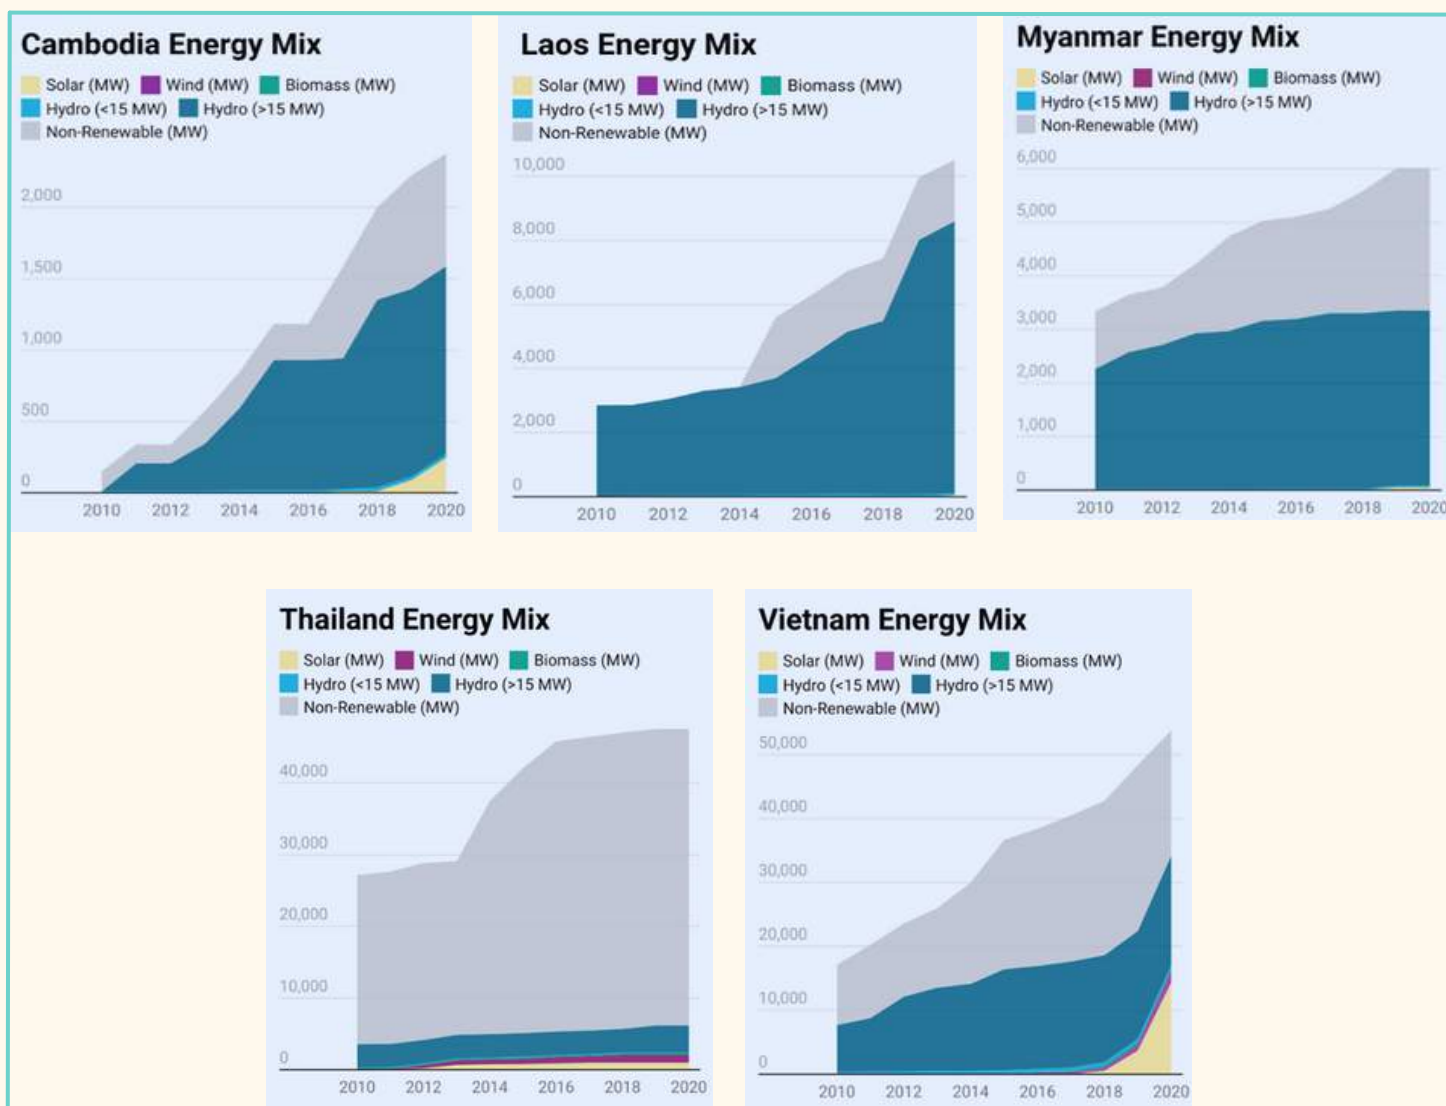 Cambodia Energy Mix
Solar (MW) Wind (MW) Biomass (MW)
Hydro (<15 MW) Hydro (>15 MW)
Non-Renewable (MW)
2,000
1,500
1,000
500
0
2010 2012 2014 2016 2018 2020
Laos Energy Mix
Solar (MW) Wind (MW) Biomass (MW)
Hydro (<15 MW) Hydro (>15 MW)
Non-Renewable (MW)
10,000
8,000
6,000
4,000
2,000
0
2010 2012 2014 2016 2018 2020
Myanmar Energy Mix
Solar (MW) Wind (MW) Biomass (MW)
Hydro (<15 MW) Hydro (>15 MW)
Non-Renewable (MW)
6,000
5,000
4,000
3,000
2,000
1,000
0
2010 2012 2014 2016 2018 2020
Thailand Energy Mix
Solar (MW) Wind (MW) Biomass (MW)
Hydro (<15 MW) Hydro (>15 MW)
Non-Renewable (MW)
40,000
30,000
20,000
10,000
0
2010 2012 2014 2016 2018 2020
Vietnam Energy Mix
Solar (MW) Wind (MW) Biomass (MW)
Hydro (<15 MW) Hydro (>15 MW)
Non-Renewable (MW)
50,000
40,000
30,000
20,000
10,000
0
2010 2012 2014 2016 2018 2020